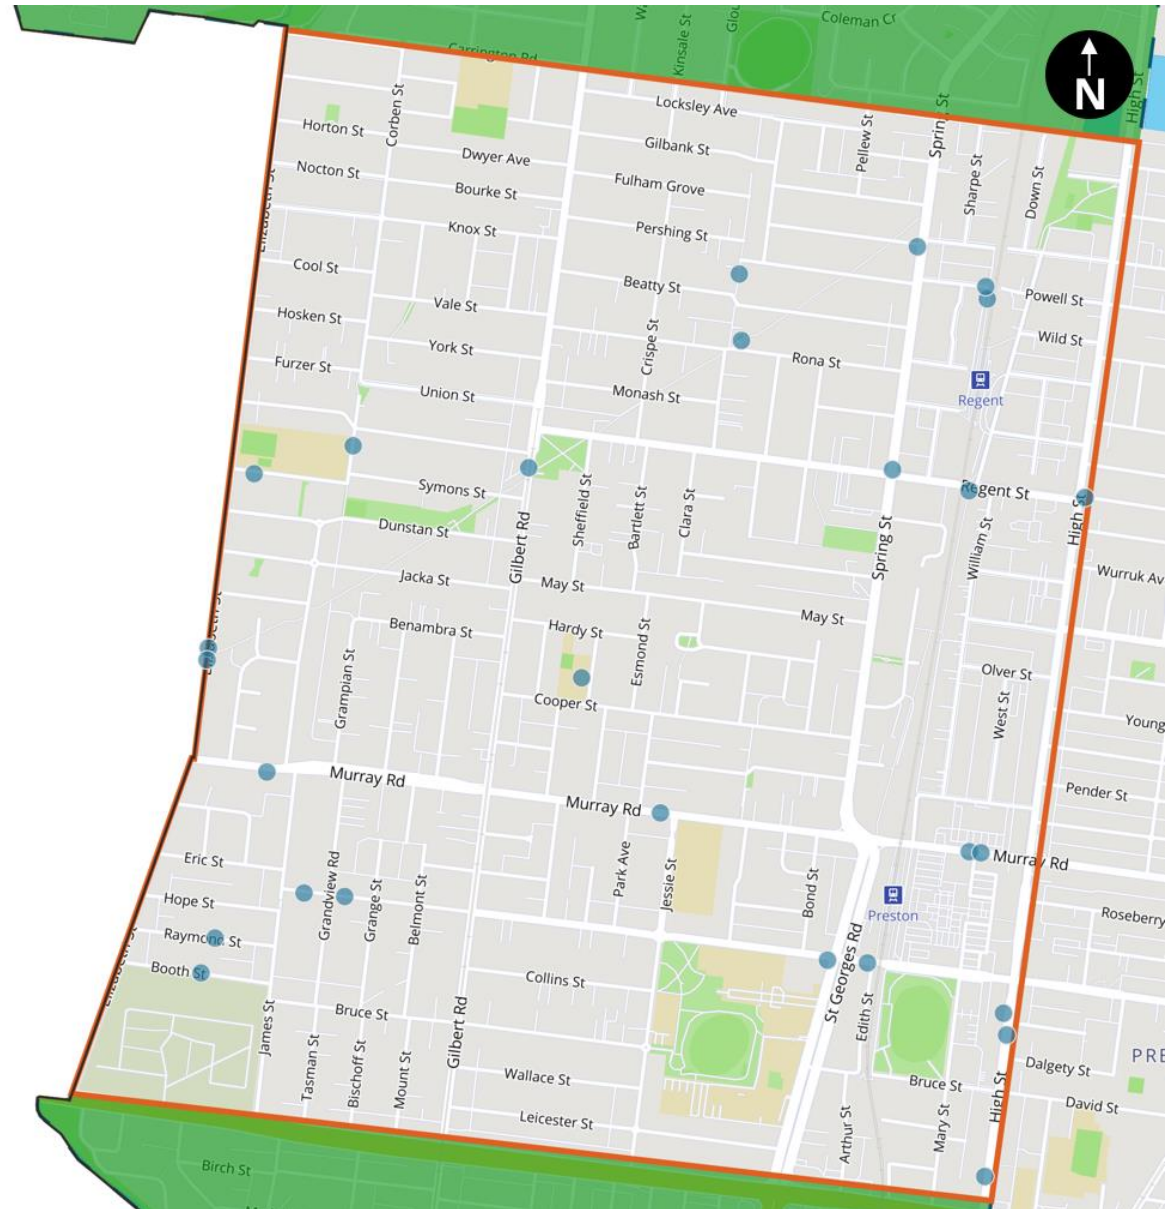 Coleman Cr
Kinsale St
Carrington Rd
N
High St
Locksley Ave
Corben St
Horton St
Gilbank St
Pellew St
Spring St
Dwyer Ave
Nocton St
Bourke St
Fulham Grove
Sharpe St
Down St
Elizabeth St
Knox St
Pershing St
Cool St
Beatty St
Powell St
Vale St
Hosken St
Crispe St
Wild St
York St
Rona St
Furzer St
Union St
Monash St
Regent
Symons St
Sheffield St
Bartlett St
Clara St
Regent St
High St
Dunstan St
Gilbert Rd
Spring St
William St
Jacka St
May St
Wurruk Av
May St
Benambra St
Hardy St
Esmond St
Grampian St
Olver St
Cooper St
West St
Young
Murray Rd
Murray Rd
Pender St
Murray Rd
Eric St
Park Ave
Jessie St
Bond St
Grandview Rd
Grange St
Belmont St
Hope St
Preston
Roseberry
Raymond St
Booth St
Elizabeth St
Collins St
St Georges Rd
Edith St
James St
Bruce St
Gilbert Rd
PRE
Tasman St
Bischoff St
Mount St
Wallace St
Bruce St
High St
Dalgety St
David St
Leicester St
Arthur St
Mary St
Birch St